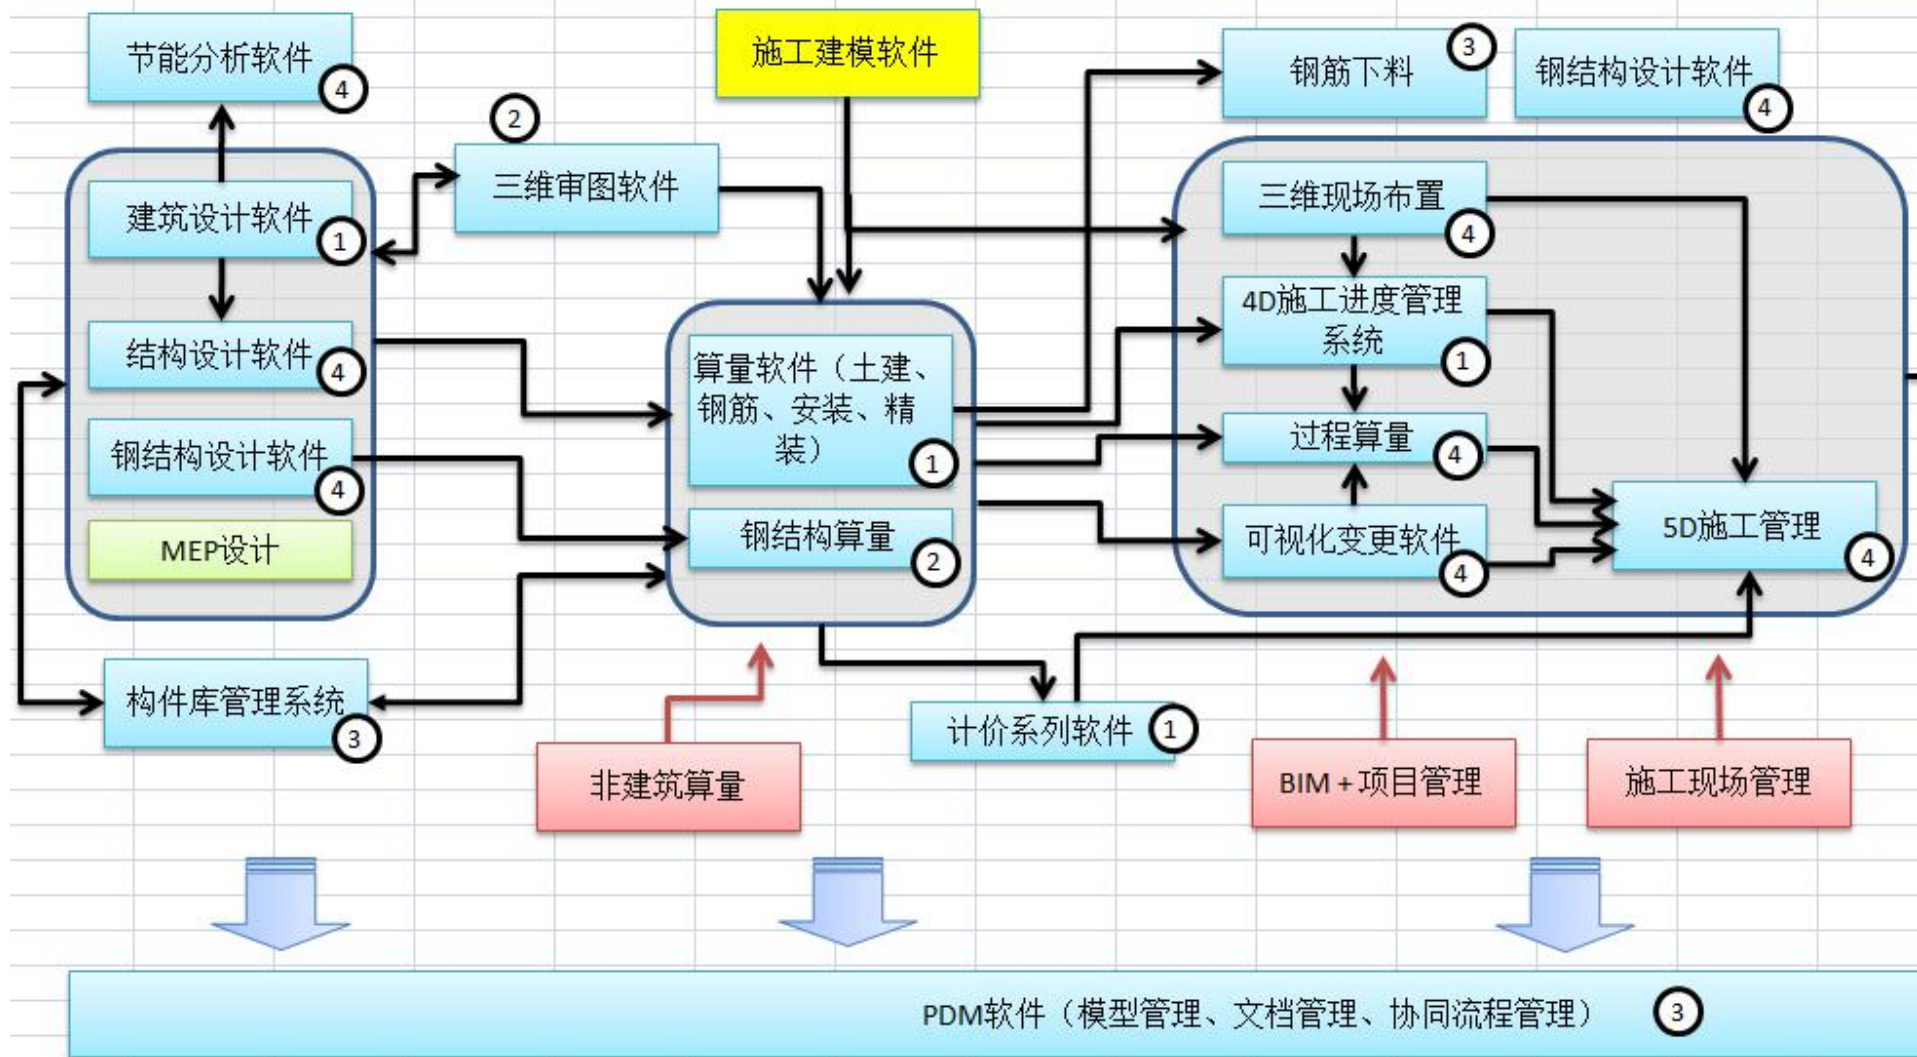 节能分析软件
4
施工建模软件
钢筋下料
3
钢结构设计软件
4
2
三维审图软件
建筑设计软件
1
结构设计软件
4
钢结构设计软件
4
MEP设计
构件库管理系统
3
算量软件（土建、
钢筋、安装、精
装）
1
钢结构算量
2
非建筑算量
计价系列软件
1
三维现场布置
4
4D施工进度管理
系统
1
过程算量
4
可视化变更软件
4
5D施工管理
4
BIM + 项目管理
施工现场管理
PDM软件（模型管理、文档管理、协同流程管理）
3